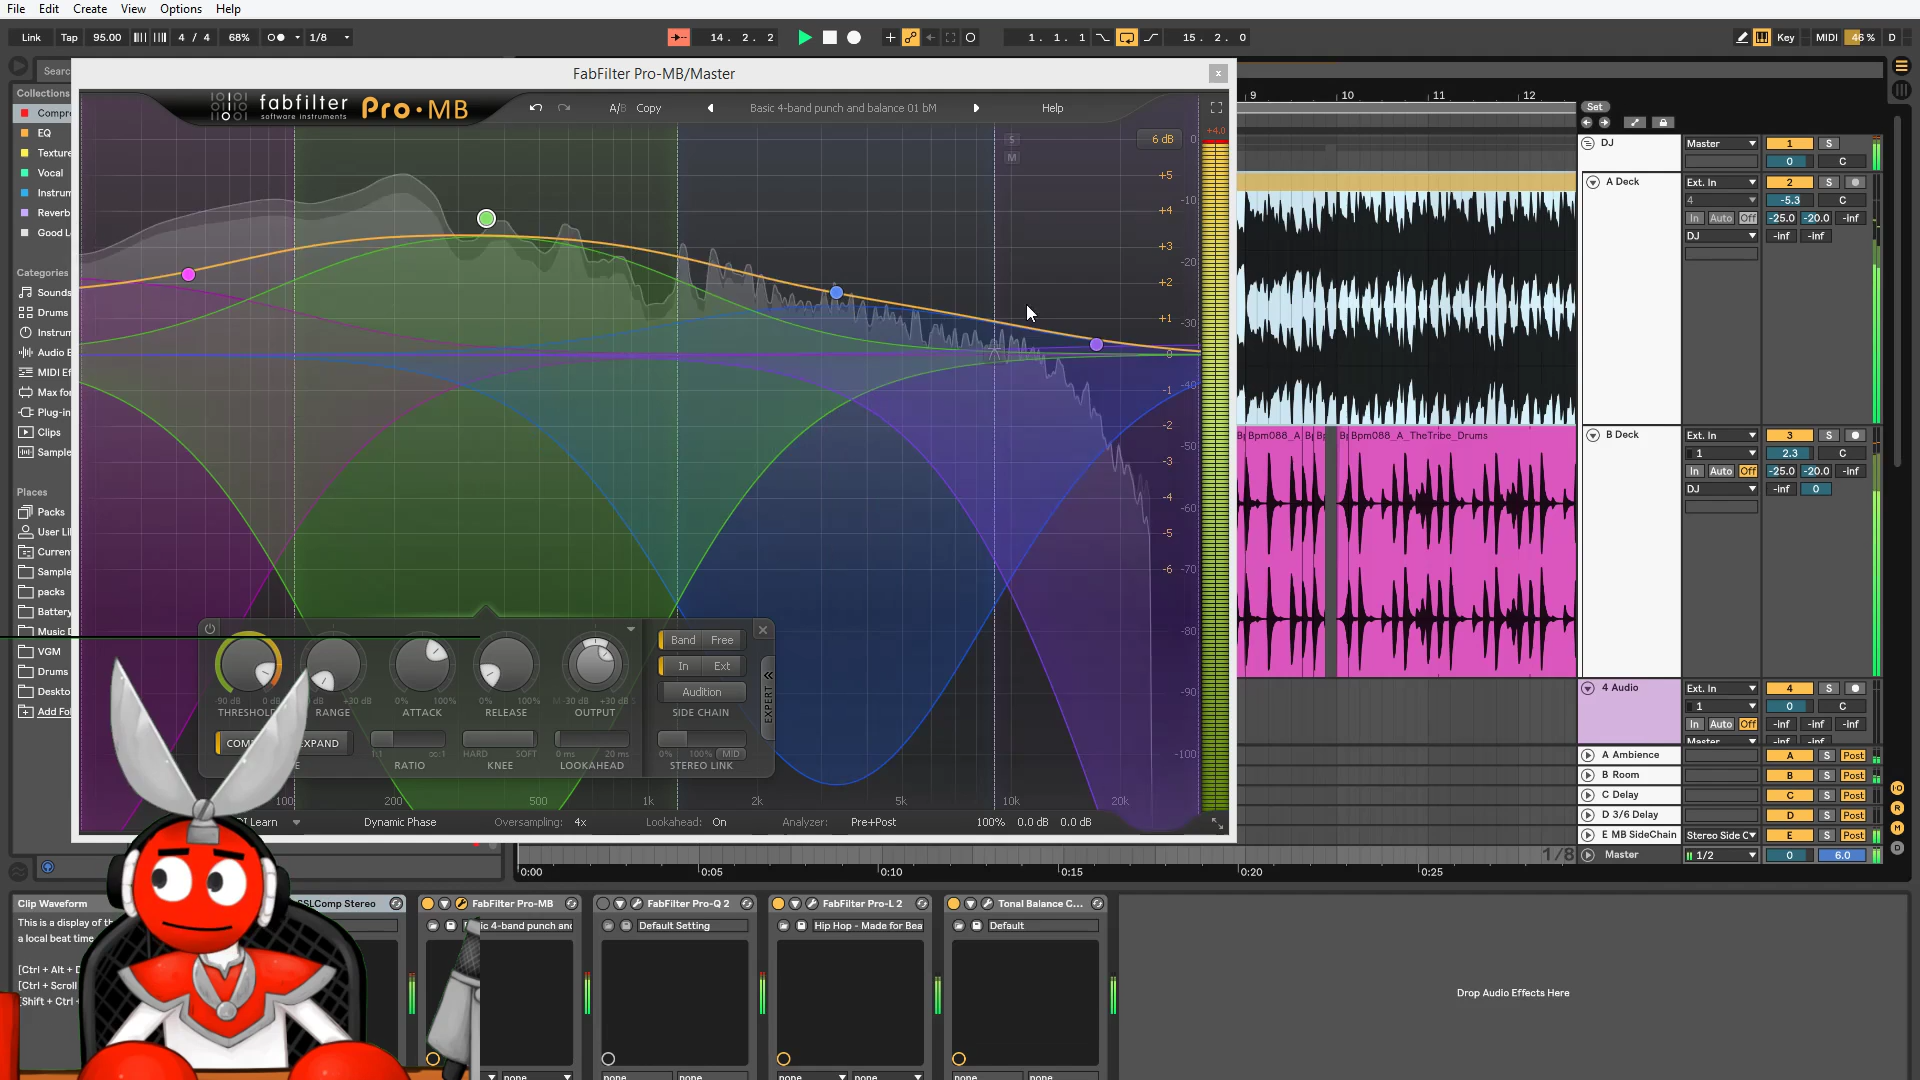 File Edit Create View Options Help
Link Tap 95.00 4 / 4 68% 1/8 14. 2. 2 1. 1. 1 15. 2. 0 Key MIDI 46 % D
Searc
FabFilter Pro-MB/Master
Collections
Compre
EQ
Texture
Vocal
Instrum
Reverb
Good L
Categories
Sounds
Drums
Instrum
Audio E
MIDI Ef
Max fo
Plug-in
Clips
Sample
Places
Packs
User Li
Current
Sample
packs
Battery
Music D
VGM
Drums
Deskto
Add Fol
fabfilter Pro·MB
software instruments
A/B Copy Basic 4-band punch and balance 01 bM Help
S
M
6 dB 0 +4.0
+5
+4 -10
+3
-20
+2
+1 -30
0
-1 -40
-2
-50
-3
-4 -60
-5
-6 -70
-80
-90
-100
Band Free
In Ext
Audition
SIDE CHAIN
EXPERT
-90 dB 0 dB dB +30 dB 0% 100% 0% 100% -30 dB +30 dB
THRESHOLD RANGE ATTACK RELEASE OUTPUT
COM EXPAND
1:1 ∞:1 HARD SOFT 0 ms 20 ms 0% 100% MID
RATIO KNEE LOOKAHEAD STEREO LINK
100 200 500 1k 2k 5k 10k 20k
DI Learn Dynamic Phase Oversampling: 4x Lookahead: On Analyzer: Pre+Post 100% 0.0 dB 0.0 dB
9 10 11 12
Set
DJ Master 1 S
0 C
A Deck Ext. In 2 S
4 -5.3 C
In Auto Off -25.0 -20.0 -inf
DJ -inf -inf
Bpm088_A Bpm088_A_TheTribe_Drums
B Deck Ext. In 3 S
1 2.3 C
In Auto Off -25.0 -20.0 -inf
DJ -inf 0
4 Audio Ext. In 4 S
1 0 C
In Auto Off -inf -inf
Master -inf -inf
A Ambience A S Post
B Room B S Post
C Delay C S Post
D 3/6 Delay D S Post
E MB SideChain Stereo Side C E S Post
1/8 Master 1/2 0 6.0
0:00 0:05 0:10 0:15 0:20 0:25
Clip Waveform
This is a display of th
a local beat time
[Ctrl + Alt + D
[Ctrl + Scroll
[Shift + Ctrl +
SSLComp Stereo FabFilter Pro-MB FabFilter Pro-Q 2 FabFilter Pro-L 2 Tonal Balance C...
ic 4-band punch and Default Setting Hip Hop - Made for Bea Default
Drop Audio Effects Here
none none none none none none none